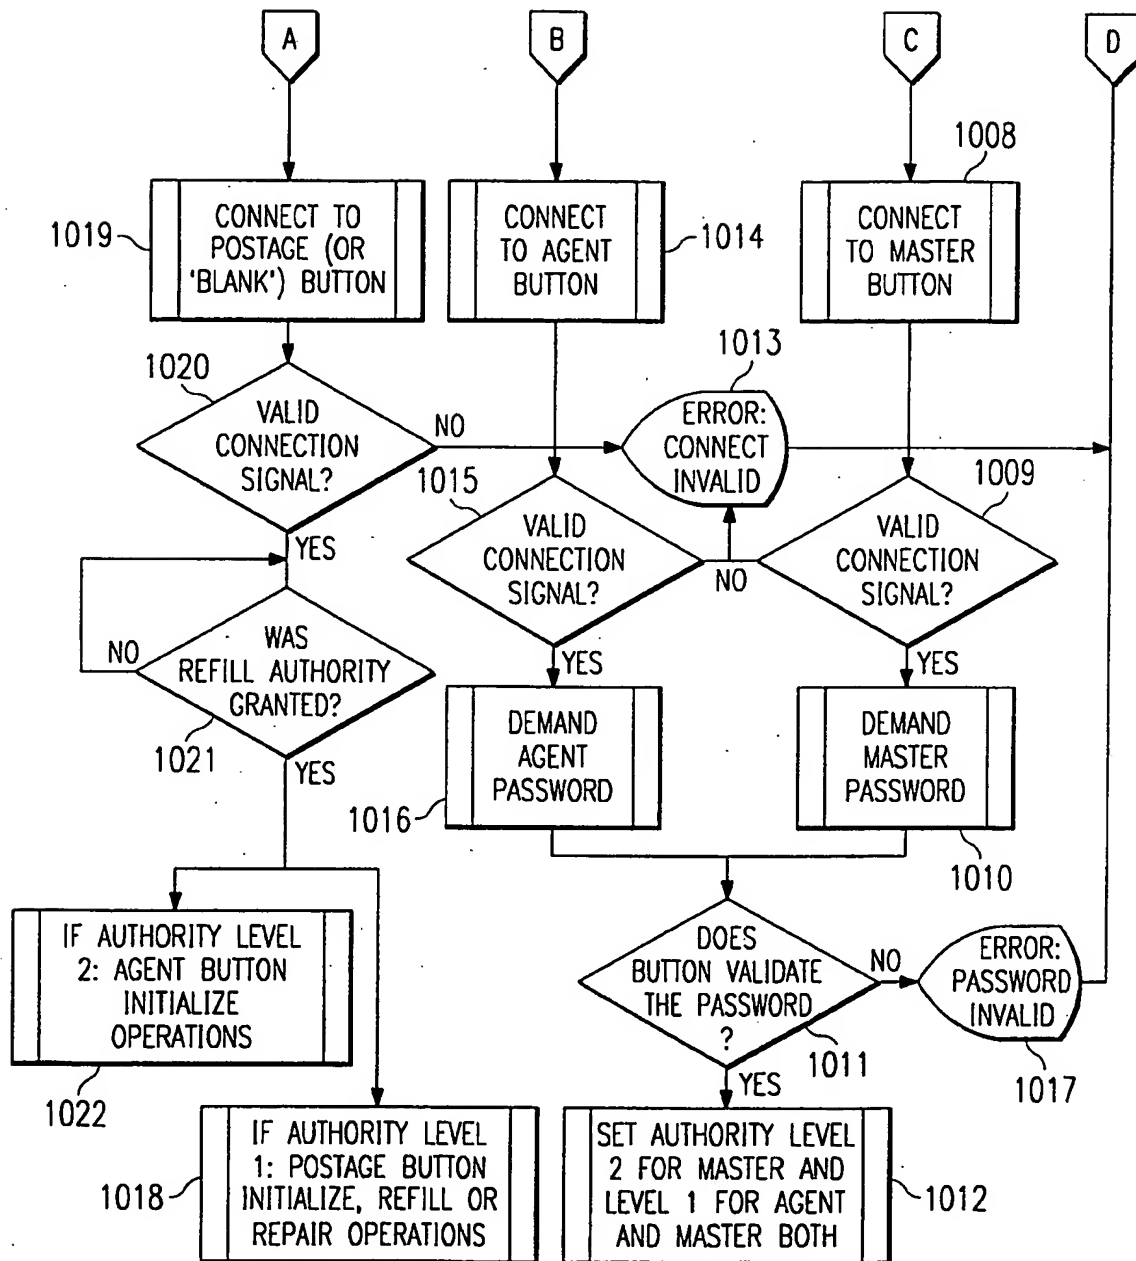 A
B
C
D
1008
1019
CONNECT TO
POSTAGE (OR
'BLANK') BUTTON
CONNECT
TO AGENT
BUTTON
1014
CONNECT
TO MASTER
BUTTON
1013
1020
VALID
CONNECTION
SIGNAL?
NO
ERROR:
CONNECT
INVALID
1015
1009
YES
VALID
CONNECTION
SIGNAL?
NO
VALID
CONNECTION
SIGNAL?
NO
WAS
REFILL AUTHORITY
GRANTED?
1021
YES
YES
YES
DEMAND
AGENT
PASSWORD
1016
DEMAND
MASTER
PASSWORD
1010
IF AUTHORITY LEVEL
2: AGENT BUTTON
INITIALIZE
OPERATIONS
1022
DOES
BUTTON VALIDATE
THE PASSWORD
?
1011
NO
ERROR:
PASSWORD
INVALID
1017
YES
IF AUTHORITY LEVEL
1: POSTAGE BUTTON
INITIALIZE, REFILL OR
REPAIR OPERATIONS
1018
SET AUTHORITY LEVEL
2 FOR MASTER AND
LEVEL 1 FOR AGENT
AND MASTER BOTH
1012